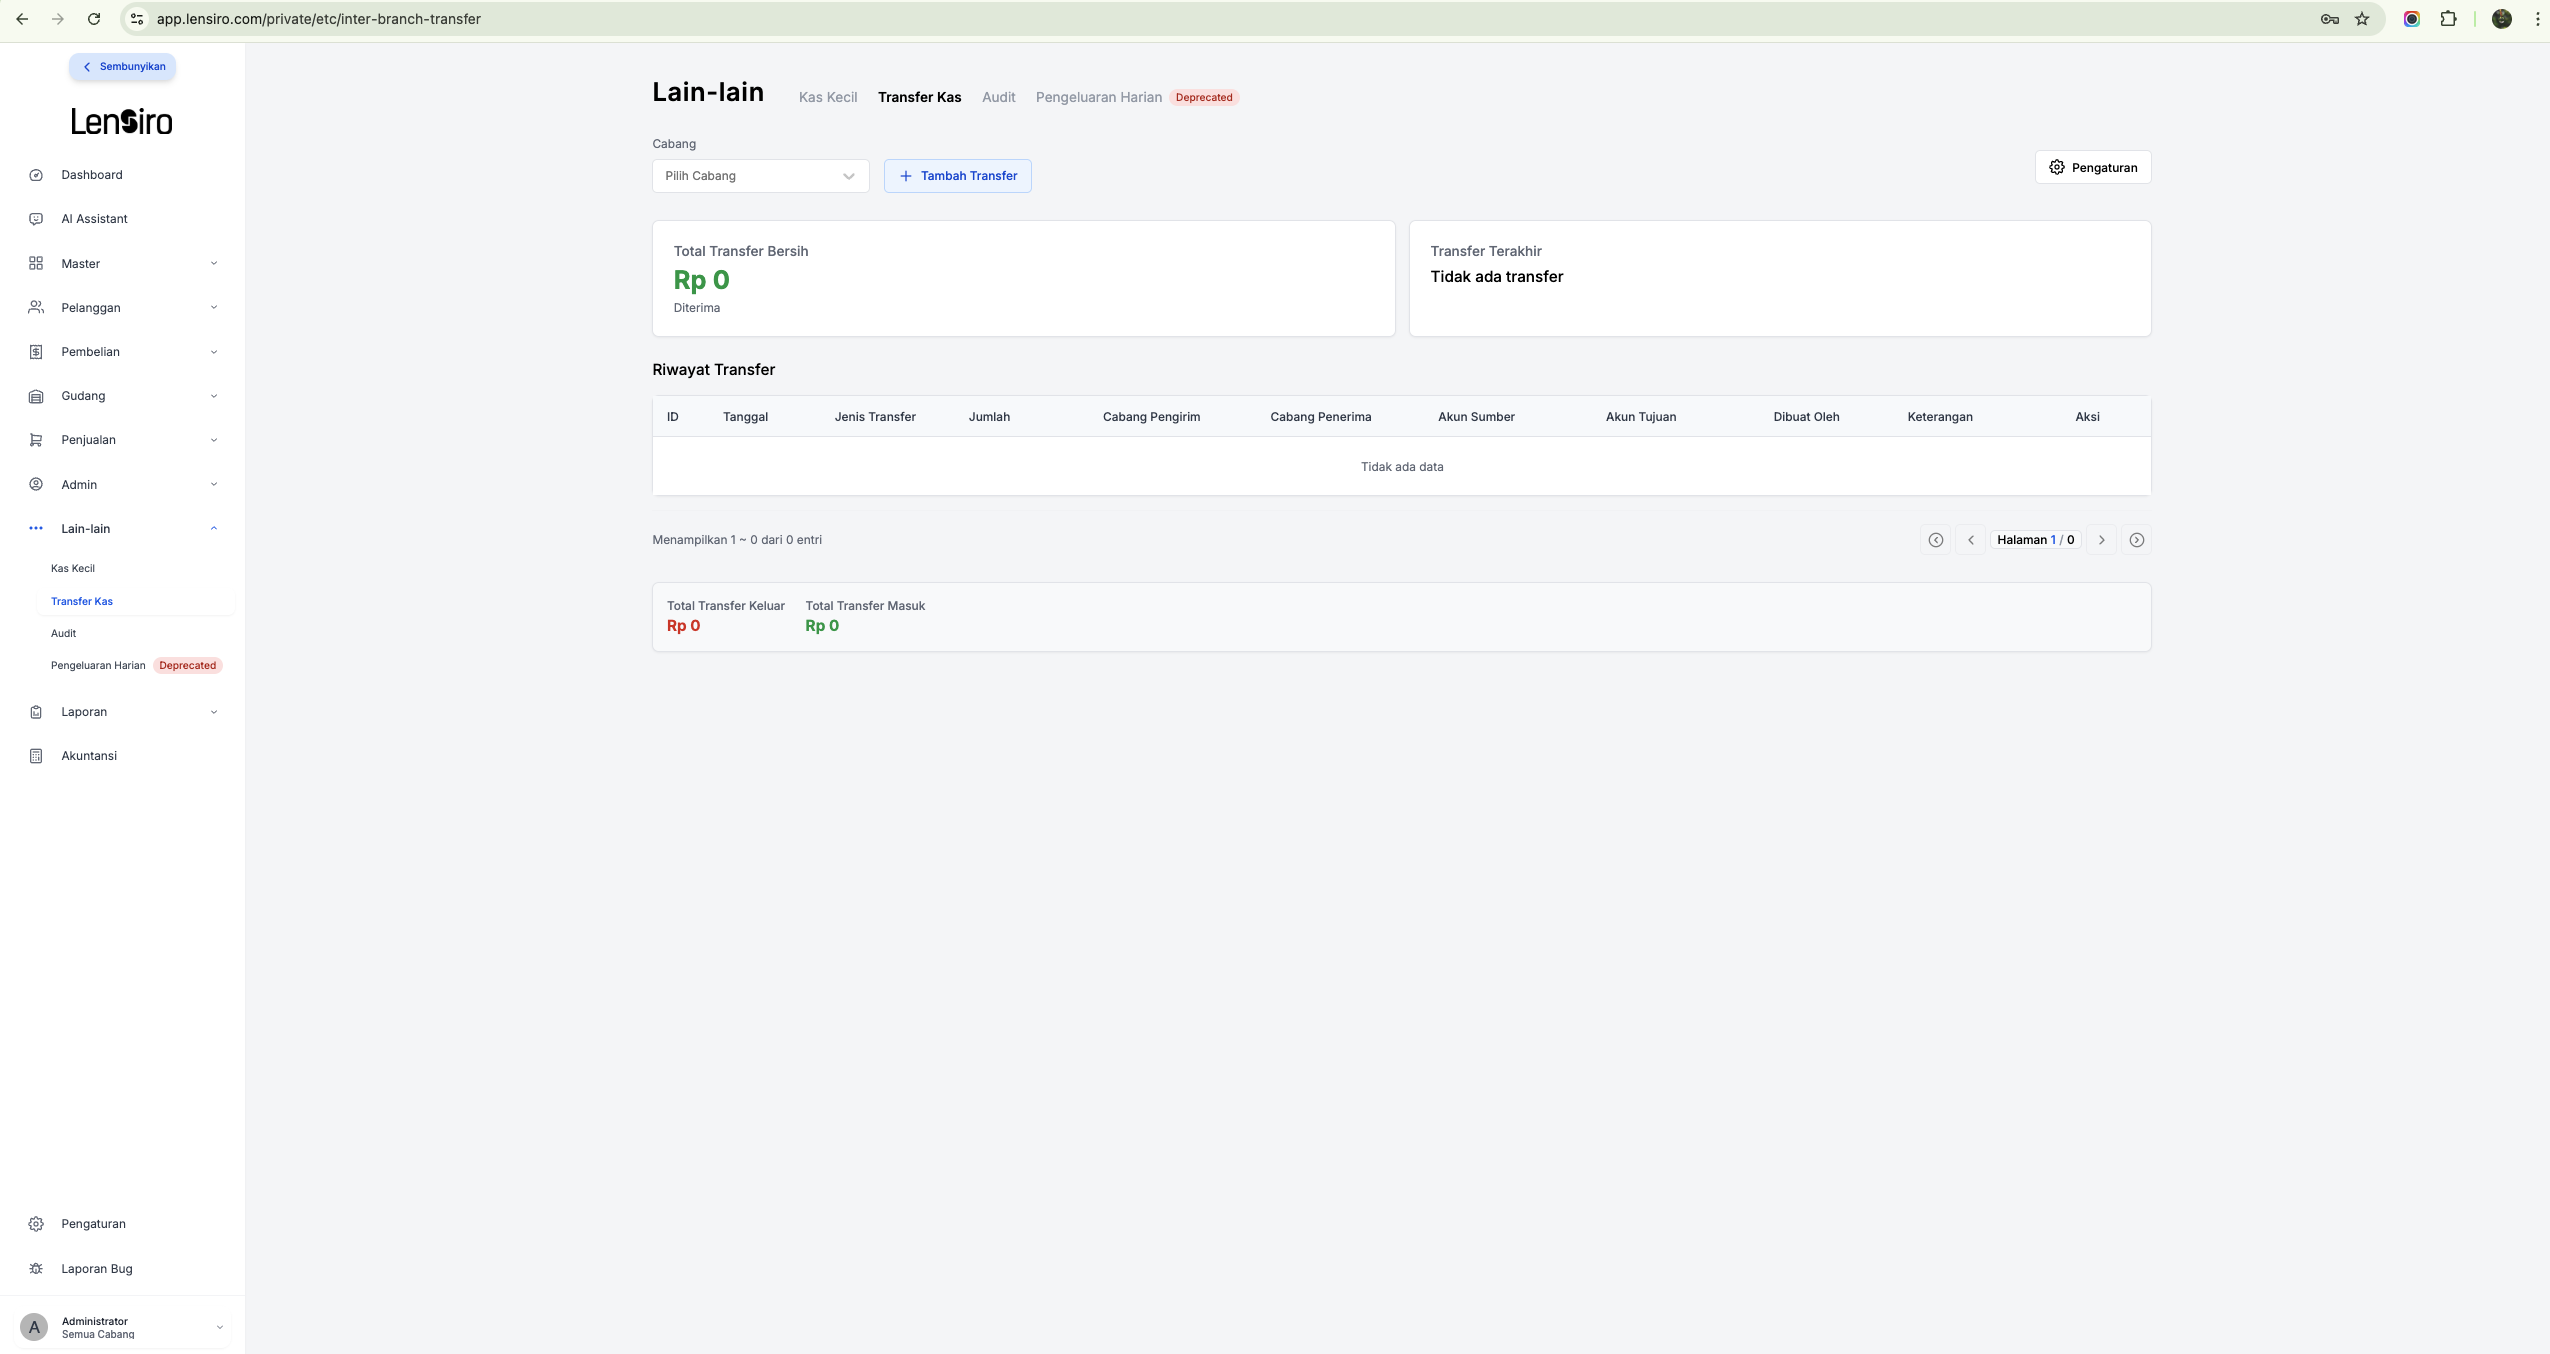 app.lensiro.com/private/etc/inter-branch-transfer
Sembunyikan
LenSiro
Dashboard
AI Assistant
Master
Pelanggan
Pembelian
Gudang
Penjualan
Admin
Lain-lain
Kas Kecil
Transfer Kas
Audit
Pengeluaran Harian Deprecated
Laporan
Akuntansi
Pengaturan
Laporan Bug
A
Administrator
Semua Cabang
Lain-lain Kas Kecil Transfer Kas Audit Pengeluaran Harian Deprecated
Cabang
Pilih Cabang Tambah Transfer Pengaturan
Total Transfer Bersih
Rp 0
Diterima
Transfer Terakhir
Tidak ada transfer
Riwayat Transfer
ID Tanggal Jenis Transfer Jumlah Cabang Pengirim Cabang Penerima Akun Sumber Akun Tujuan Dibuat Oleh Keterangan Aksi
Tidak ada data
Menampilkan 1 ~ 0 dari 0 entri Halaman 1 / 0
Total Transfer Keluar Total Transfer Masuk
Rp 0 Rp 0